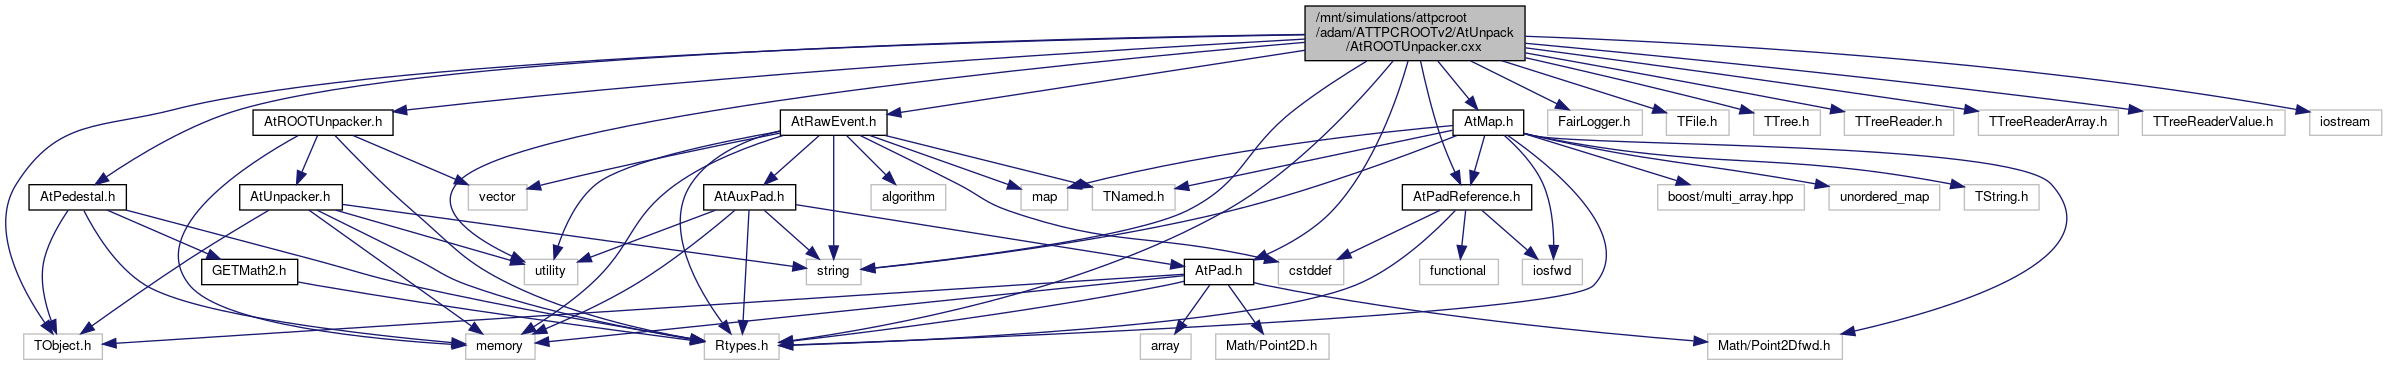 /mnt/simulations/attpcroot
/adam/ATTPCROOTv2/AtUnpack
/AtROOTUnpacker.cxx
AtROOTUnpacker.h
AtRawEvent.h
AtMap.h
FairLogger.h
TFile.h
TTree.h
TTreeReader.h
TTreeReaderArray.h
TTreeReaderValue.h
iostream
AtPedestal.h
AtUnpacker.h
vector
AtAuxPad.h
algorithm
map
TNamed.h
AtPadReference.h
boost/multi_array.hpp
unordered_map
TString.h
GETMath2.h
utility
string
AtPad.h
cstddef
functional
iosfwd
TObject.h
memory
Rtypes.h
array
Math/Point2D.h
Math/Point2Dfwd.h